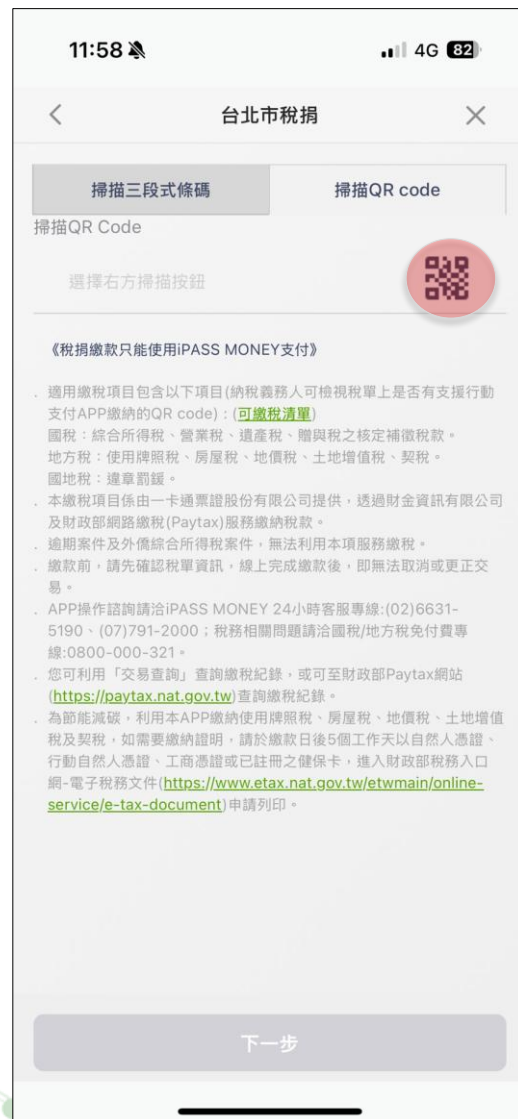 11:58
4G 82
台北市稅捐
掃描三段式條碼 掃描QR code
掃描QR Code
選擇右方掃描按鈕
《稅捐繳款只能使用iPASS MONEY支付》
. 適用繳稅項目包含以下項目(納稅義務人可檢視稅單上是否有支援行動
支付APP繳納的QR code)：(可繳稅清單)
國稅：綜合所得稅、營業稅、遺產稅、贈與稅之核定補徵稅款。
地方稅：使用牌照稅、房屋稅、地價稅、土地增值稅、契稅。
國地稅：違章罰鍰。
. 本繳稅項目係由一卡通票證股份有限公司提供，透過財金資訊有限公司
及財政部網路繳稅(Paytax)服務繳納稅款。
. 逾期案件及外僑綜合所得稅案件，無法利用本項服務繳稅。
. 繳款前，請先確認稅單資訊，線上完成繳款後，即無法取消或更正交
易。
. APP操作諮詢請洽iPASS MONEY 24小時客服專線:(02)6631-
5190、(07)791-2000；稅務相關問題請洽國稅/地方稅免付費專
線:0800-000-321。
. 您可利用「交易查詢」查詢繳稅紀錄，或可至財政部Paytax網站
(https://paytax.nat.gov.tw)查詢繳稅紀錄。
. 為節能減碳，利用本APP繳納使用牌照稅、房屋稅、地價稅、土地增值
稅及契稅，如需要繳納證明，請於繳款日後5個工作天以自然人憑證、
行動自然人憑證、工商憑證或已註冊之健保卡，進入財政部稅務入口
網-電子稅務文件(https://www.etax.nat.gov.tw/etwmain/online-
service/e-tax-document)申請列印。
下一步